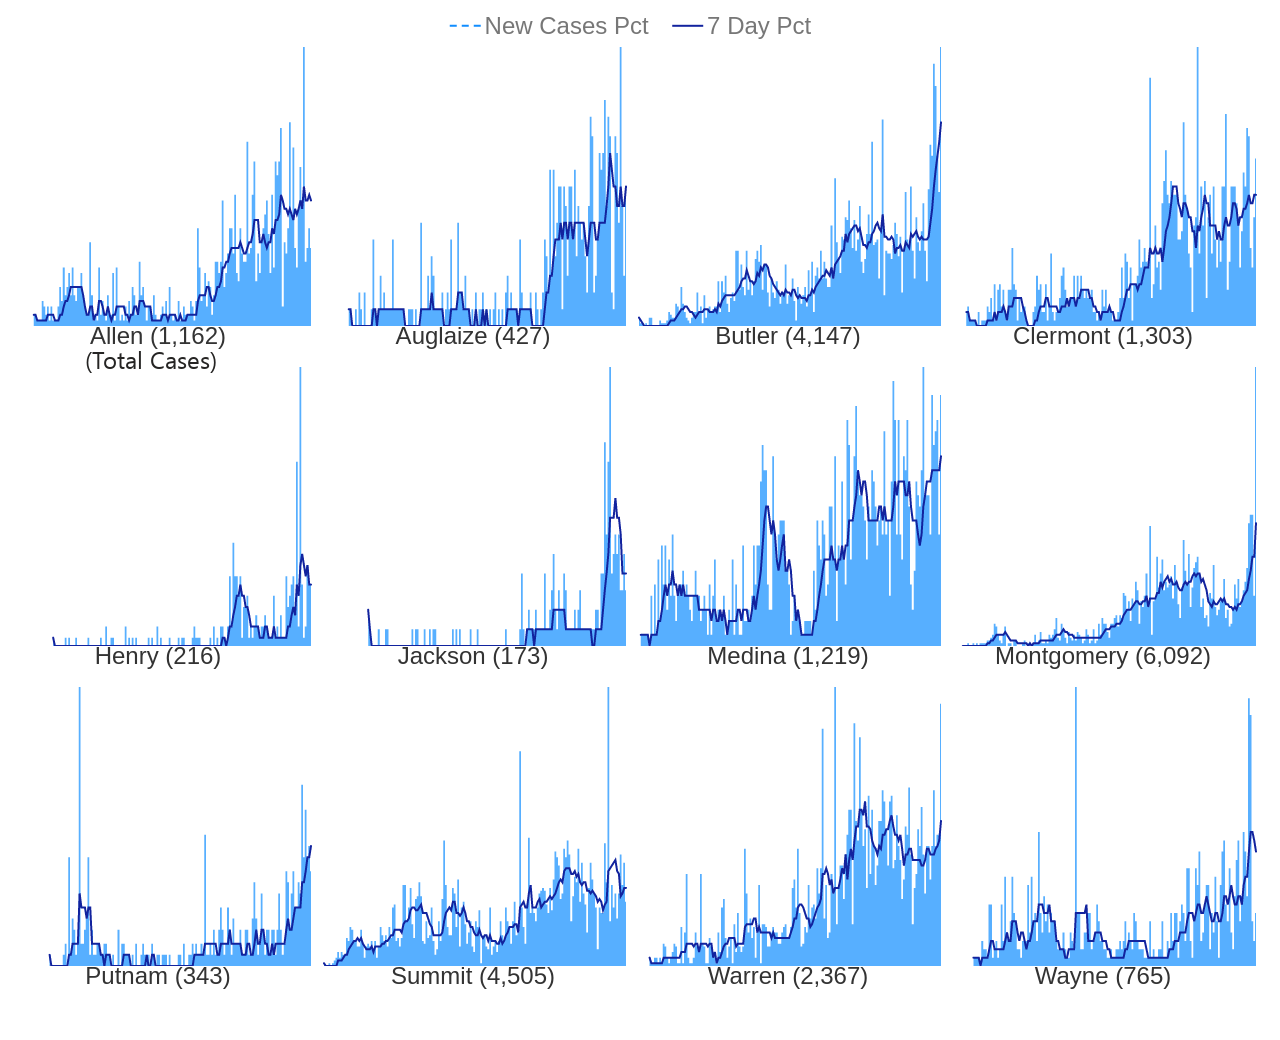 New Cases Pct 7 Day Pct
Allen (1,162) Auglaize (427) Butler (4,147) Clermont (1,303)
(Total Cases)
Henry (216) Jackson (173) Medina (1,219) Montgomery (6,092)
Putnam (343) Summit (4,505) Warren (2,367) Wayne (765)